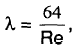 λ = 64/Re,